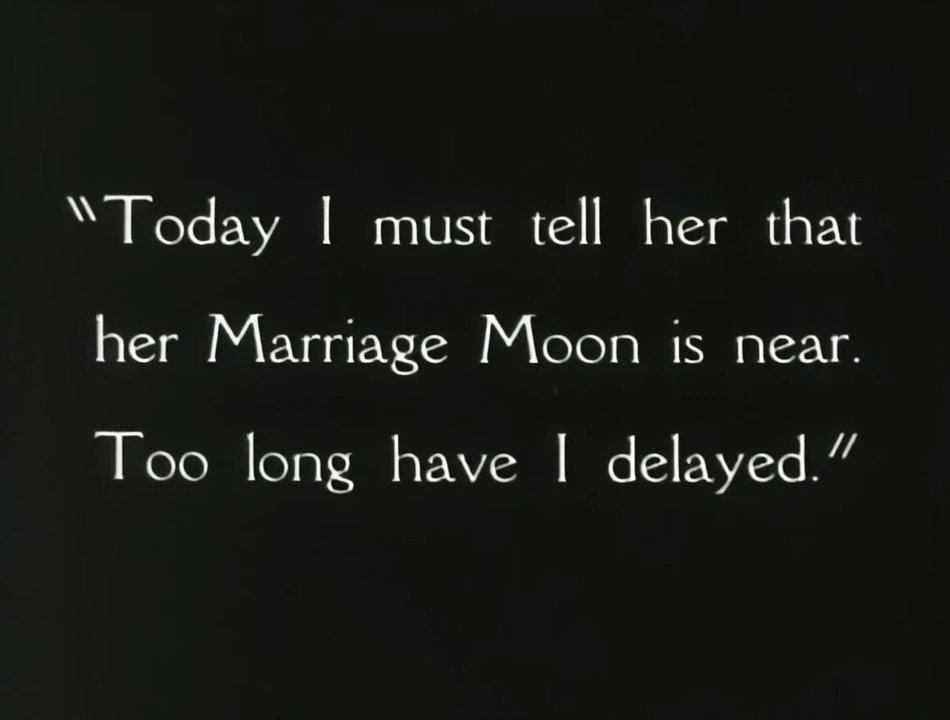 “Today I must tell her that
her Marriage Moon is near.
Too long have I delayed.”